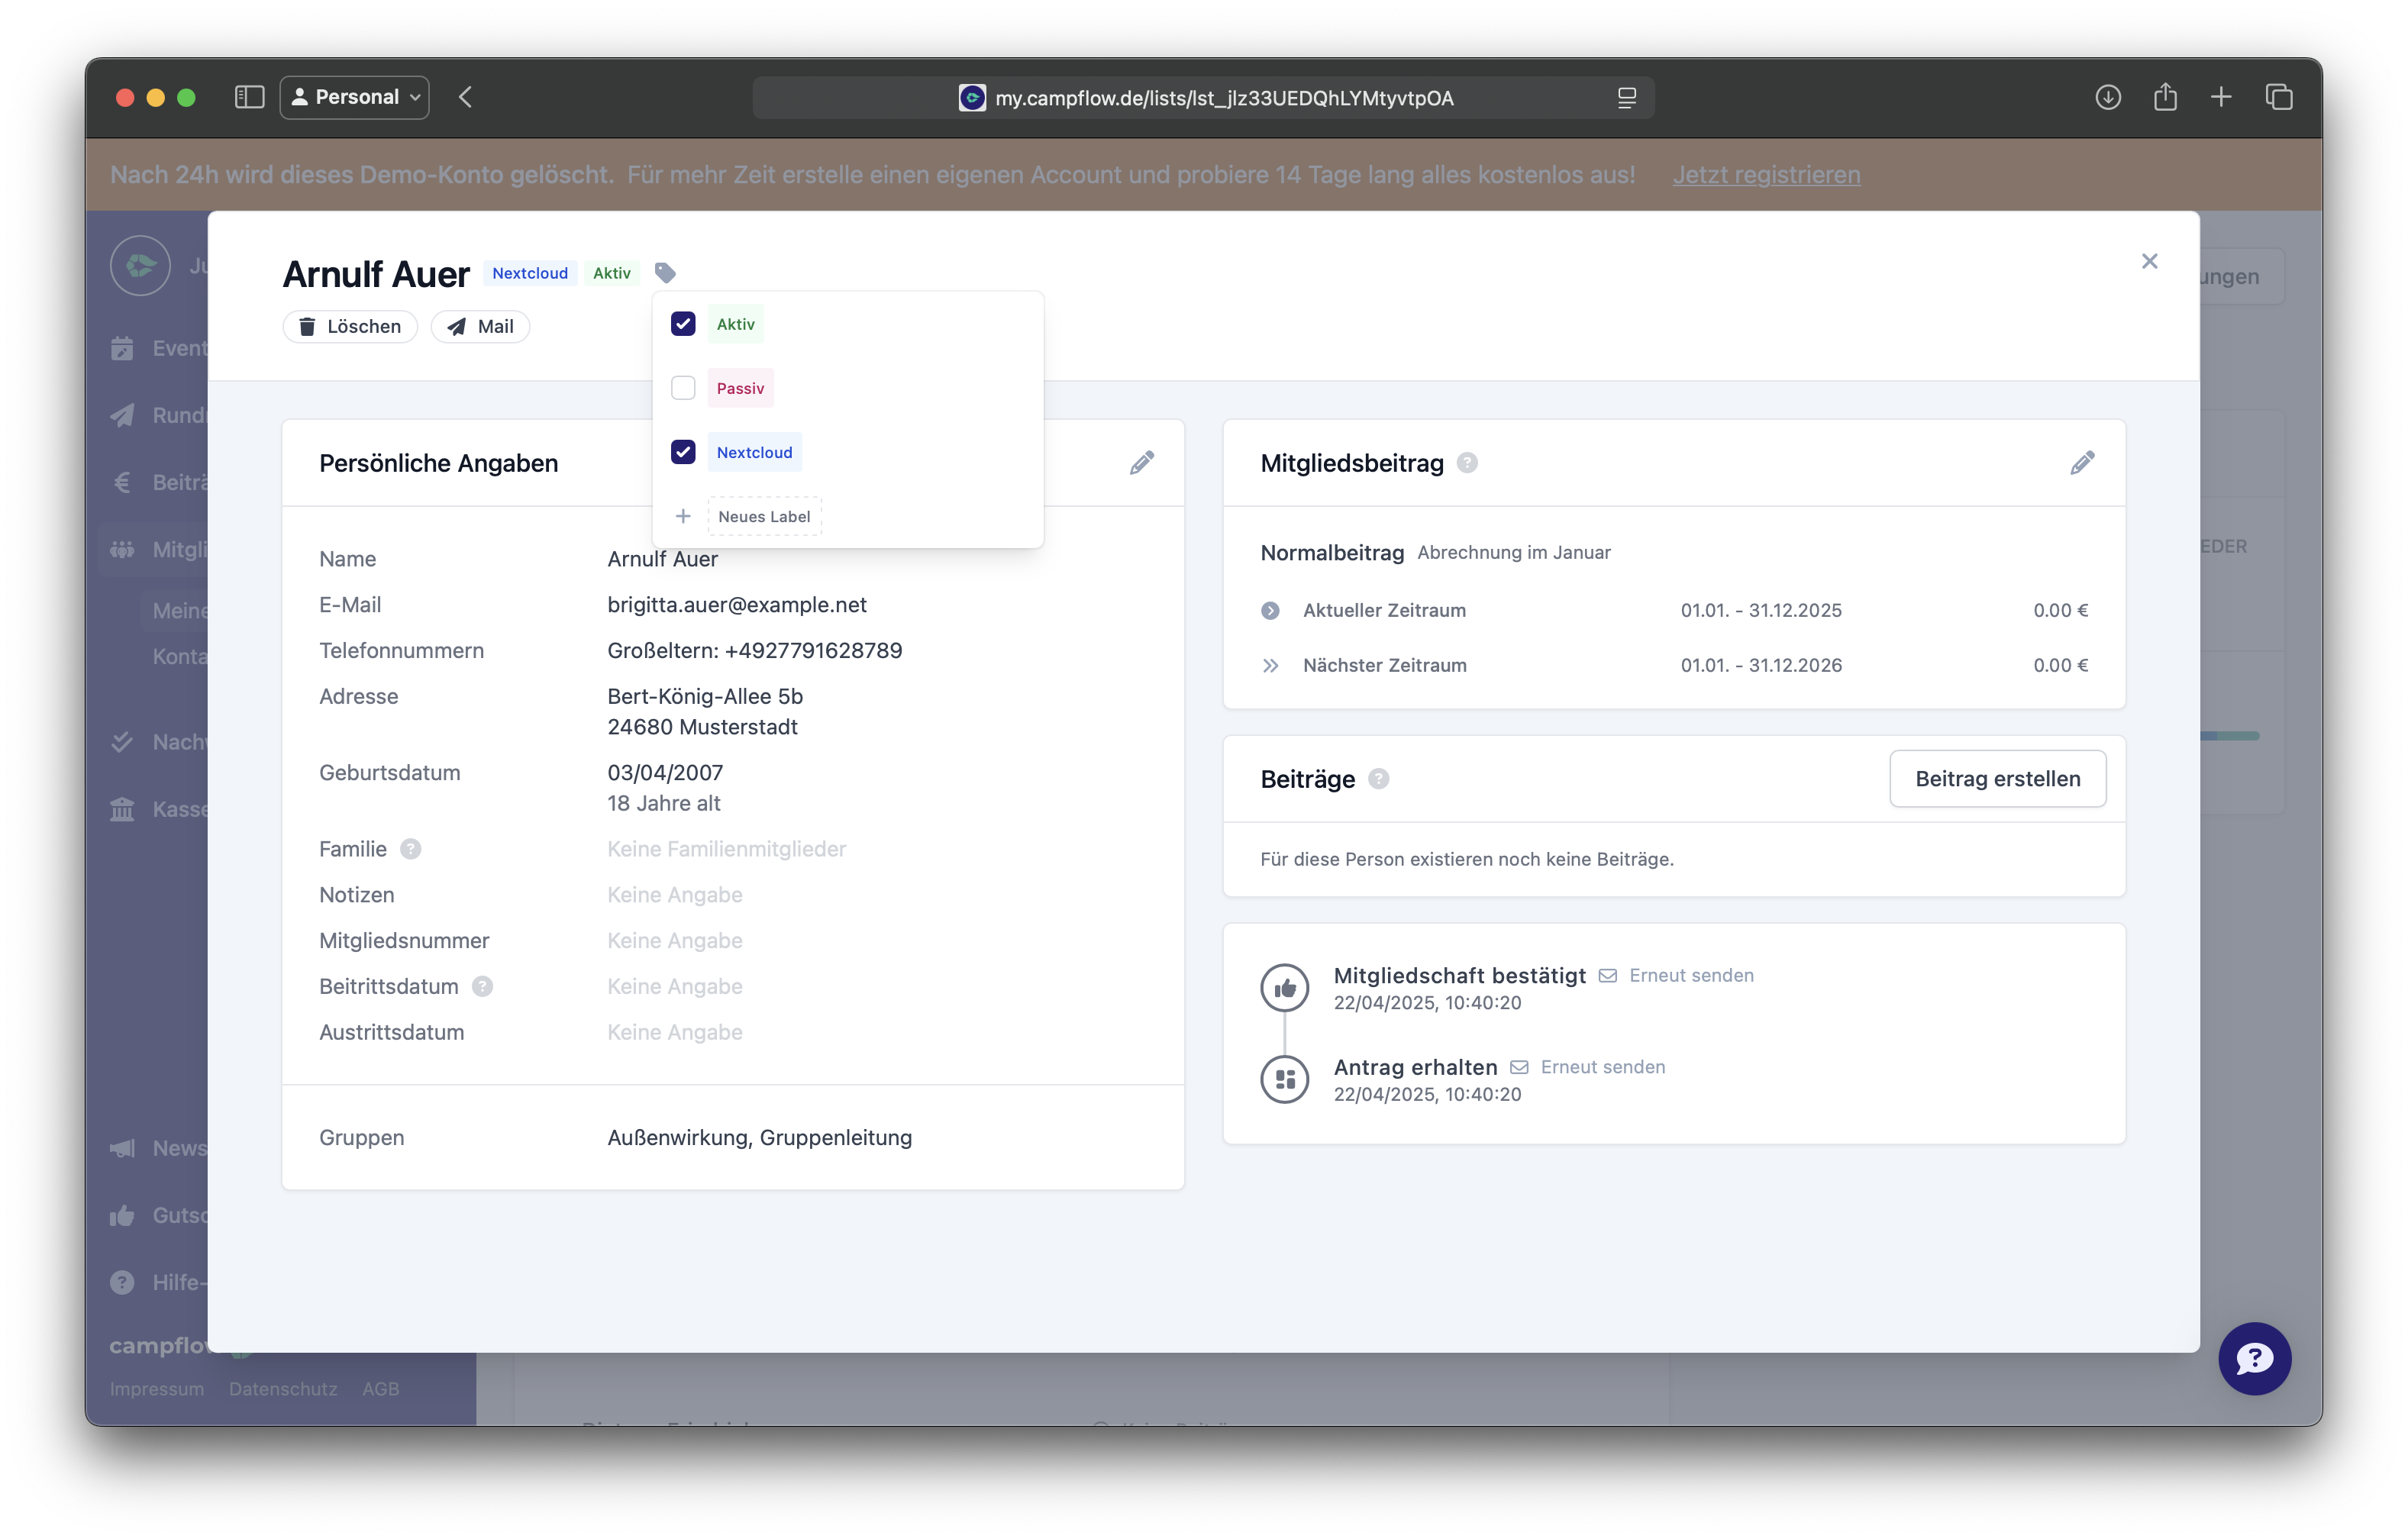 Personal
my.campflow.de/lists/lst_jlz33UEDQhLYMtyvtpOA
Nach 24h wird dieses Demo-Konto gelöscht. Für mehr Zeit erstelle einen eigenen Account und probiere 14 Tage lang alles kostenlos aus! Jetzt registrieren
Arnulf Auer Nextcloud Aktiv
Löschen Mail
Aktiv
Passiv
Nextcloud
Neues Label
Persönliche Angaben
Name Arnulf Auer
E-Mail brigitta.auer@example.net
Telefonnummern Großeltern: +4927791628789
Adresse Bert-König-Allee 5b
24680 Musterstadt
Geburtsdatum 03/04/2007
18 Jahre alt
Familie ? Keine Familienmitglieder
Notizen Keine Angabe
Mitgliedsnummer Keine Angabe
Beitrittsdatum ? Keine Angabe
Austrittsdatum Keine Angabe
Gruppen Außenwirkung, Gruppenleitung
Mitgliedsbeitrag ?
Normalbeitrag Abrechnung im Januar
Aktueller Zeitraum 01.01. - 31.12.2025 0.00 €
Nächster Zeitraum 01.01. - 31.12.2026 0.00 €
Beiträge ? Beitrag erstellen
Für diese Person existieren noch keine Beiträge.
Mitgliedschaft bestätigt Erneut senden
22/04/2025, 10:40:20
Antrag erhalten Erneut senden
22/04/2025, 10:40:20
Ju
Event
Rund
Beitr
Mitgli
Meine
Konta
Nach
Kasse
News
Guts
Hilfe-
campflow
Impressum Datenschutz AGB
ungen
EDER